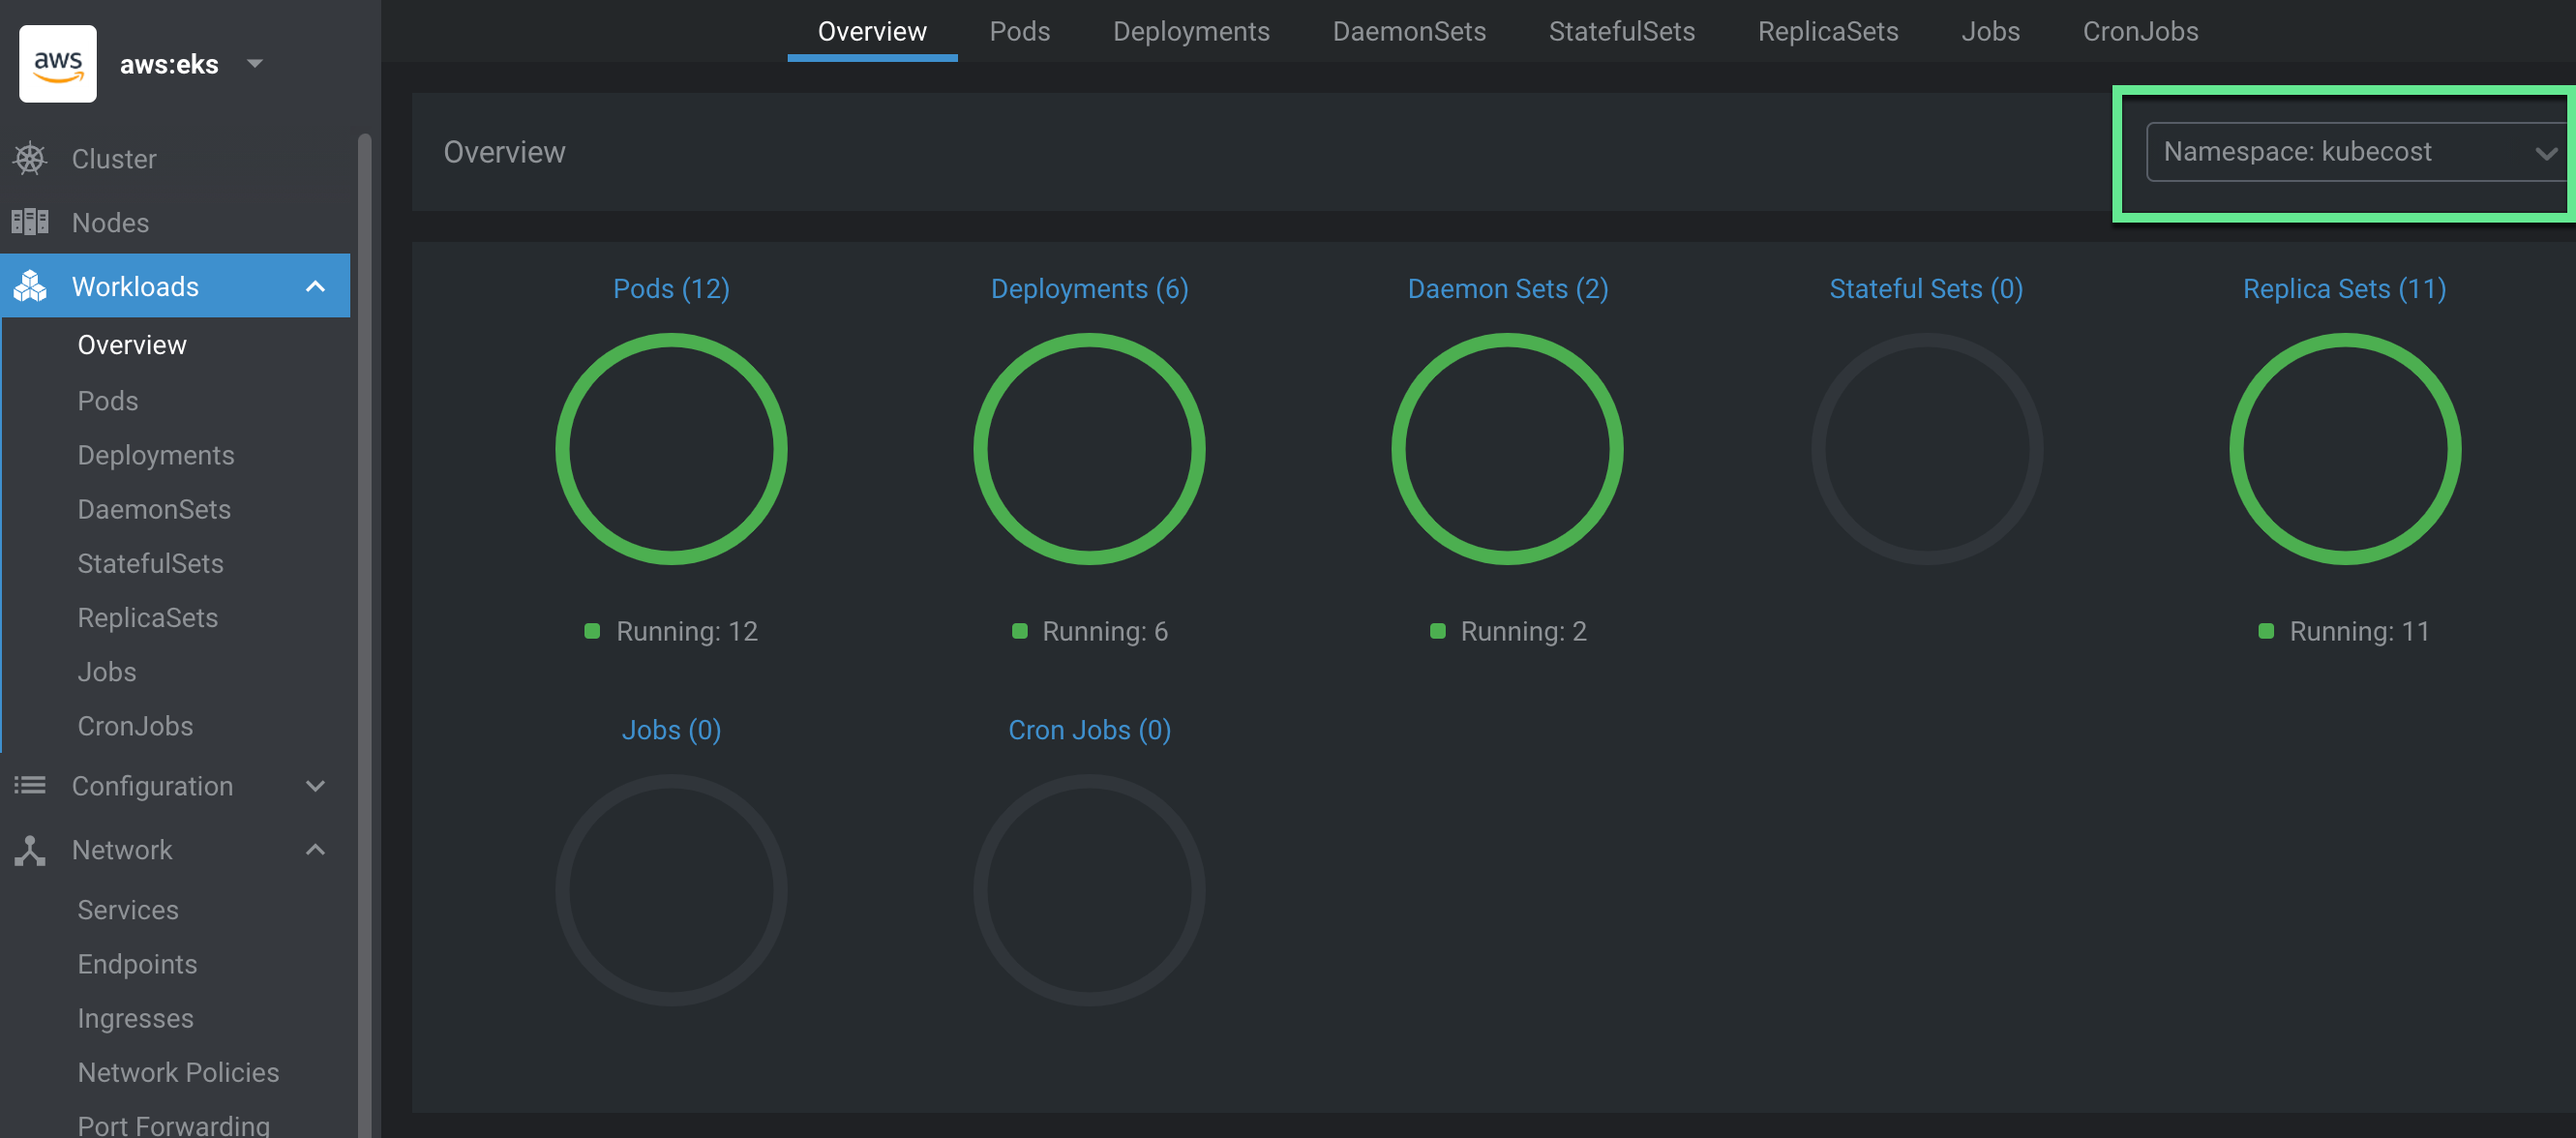 aws
aws:eks
Cluster
Nodes
Workloads
Overview
Pods
Deployments
DaemonSets
StatefulSets
ReplicaSets
Jobs
CronJobs
Configuration
Network
Services
Endpoints
Ingresses
Network Policies
Port Forwarding
Overview Pods Deployments DaemonSets StatefulSets ReplicaSets Jobs CronJobs
Overview
Namespace: kubecost
Pods (12) Deployments (6) Daemon Sets (2) Stateful Sets (0) Replica Sets (11)
Running: 12 Running: 6 Running: 2 Running: 11
Jobs (0) Cron Jobs (0)